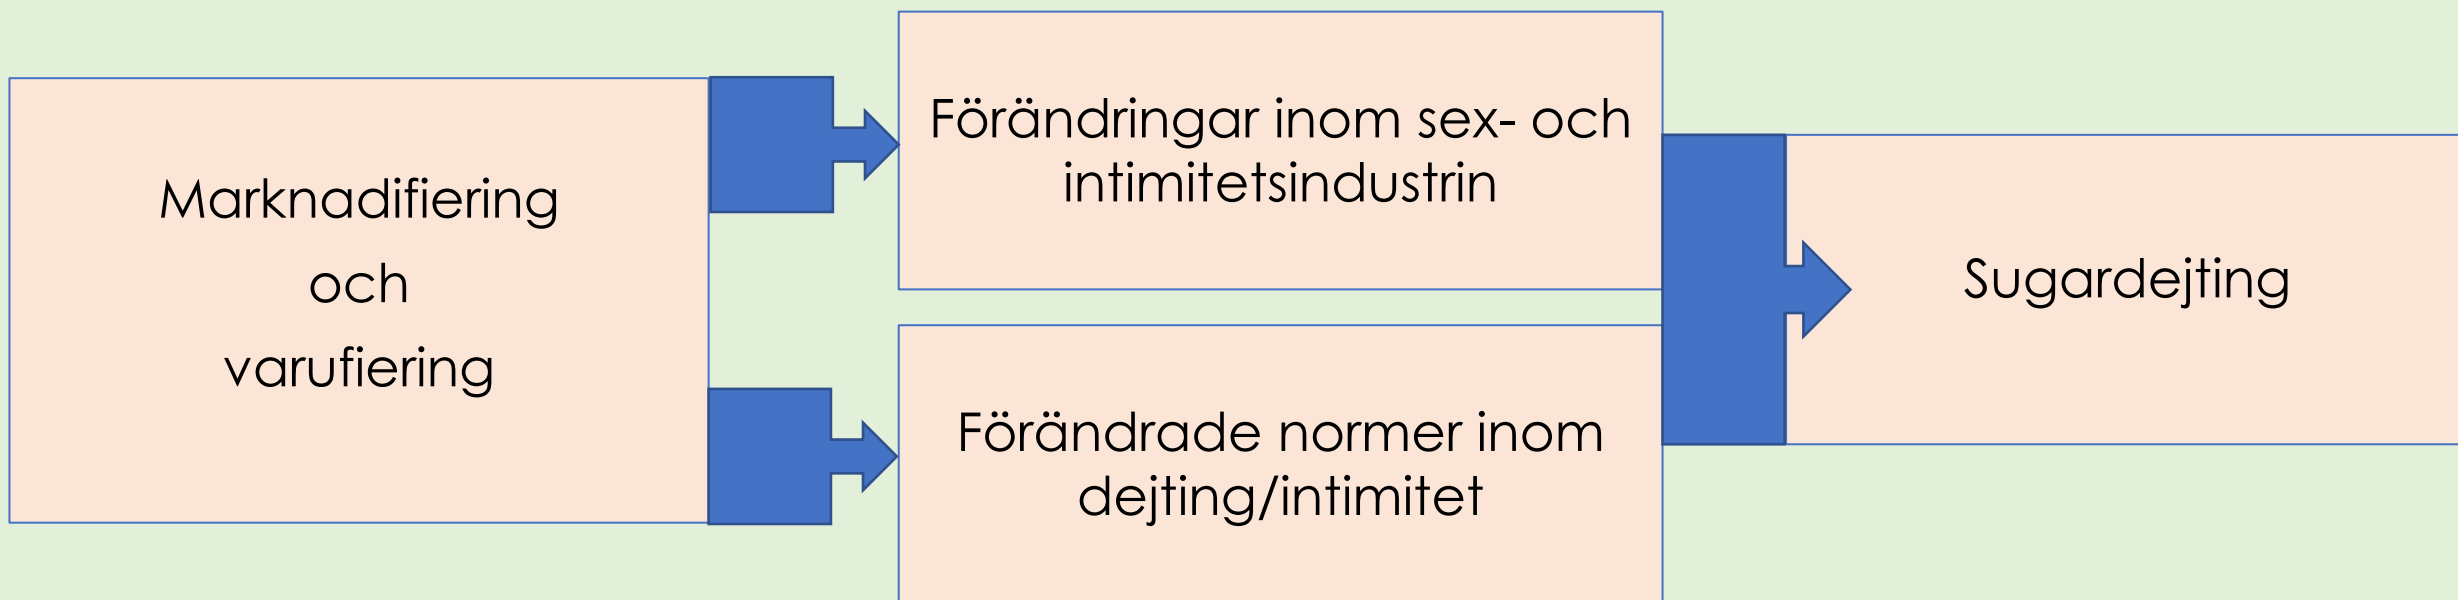 Marknadifiering
och
varufiering
Förändringar inom sex- och
intimitetsindustrin
Förändrade normer inom
dejting/intimitet
Sugardejting